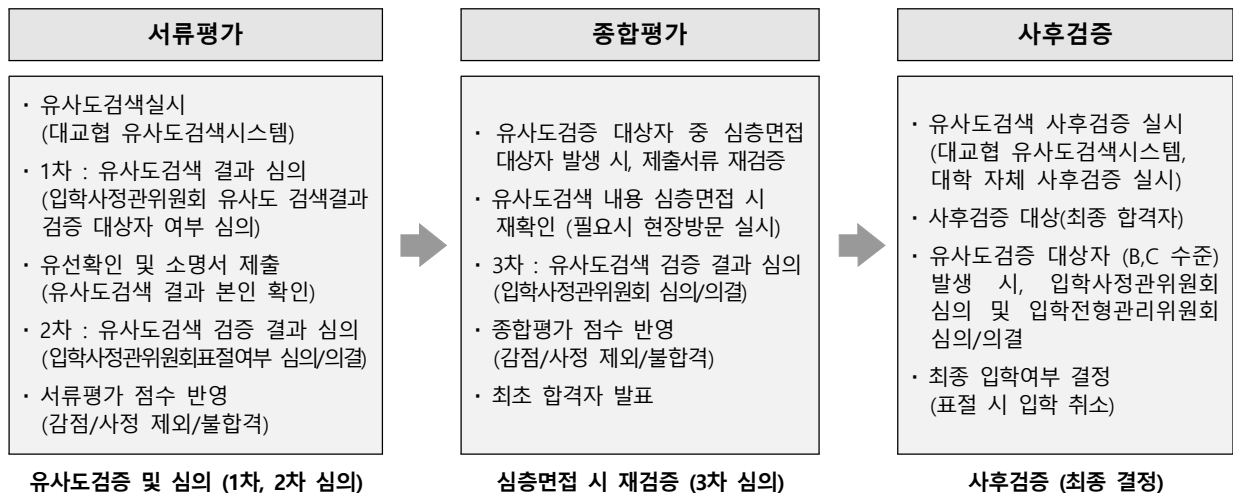 서류평가
· 유사도검색실시
(대교협 유사도검색시스템)
· 1차 : 유사도검색 결과 심의
(입학사정관위원회 유사도 검색결과
검증 대상자 여부 심의)
· 유선확인 및 소명서 제출
(유사도검색 결과 본인 확인)
· 2차 : 유사도검색 검증 결과 심의
(입학사정관위원회표절여부 심의/의결)
· 서류평가 점수 반영
(감점/사정 제외/불합격)
유사도검증 및 심의 (1차, 2차 심의)
종합평가
· 유사도검증 대상자 중 심층면접
대상자 발생 시, 제출서류 재검증
· 유사도검색 내용 심층면접 시
재확인 (필요시 현장방문 실시)
· 3차 : 유사도검색 검증 결과 심의
(입학사정관위원회 심의/의결)
· 종합평가 점수 반영
(감점/사정 제외/불합격)
· 최초 합격자 발표
심층면접 시 재검증 (3차 심의)
사후검증
· 유사도검색 사후검증 실시
(대교협 유사도검색시스템,
대학 자체 사후검증 실시)
· 사후검증 대상(최종 합격자)
· 유사도검증 대상자 (B,C 수준)
발생 시, 입학사정관위원회
심의 및 입학전형관리위원회
심의/의결
· 최종 입학여부 결정
(표절 시 입학 취소)
사후검증 (최종 결정)